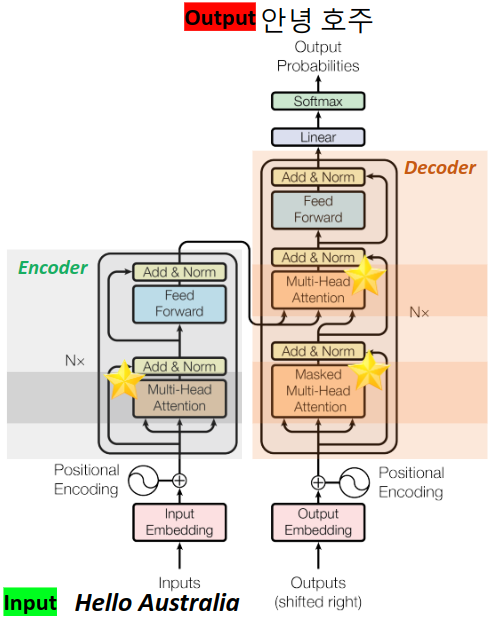 Output 안녕 호주
Output
Probabilities
Softmax
Linear
Decoder
Add & Norm
Feed
Forward
Add & Norm
Multi-Head
Attention
Nx
Add & Norm
Masked
Multi-Head
Attention
Encoder
Add & Norm
Feed
Forward
Nx
Add & Norm
Multi-Head
Attention
Positional
Encoding
Positional
Encoding
Input
Embedding
Output
Embedding
Inputs
Outputs
(shifted right)
Input Hello Australia